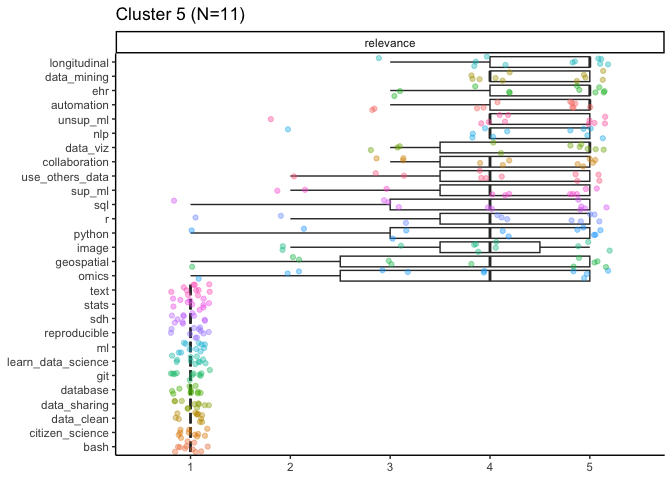 Cluster 5 (N=11)
relevance
longitudinal
data_mining
ehr
automation
unsup_ml
nlp
data_viz
collaboration
use_others_data
sup_ml
sql
r
python
image
geospatial
omics
text
stats
sdh
reproducible
ml
learn_data_science
git
database
data_sharing
data_clean
citizen_science
bash
1 2 3 4 5